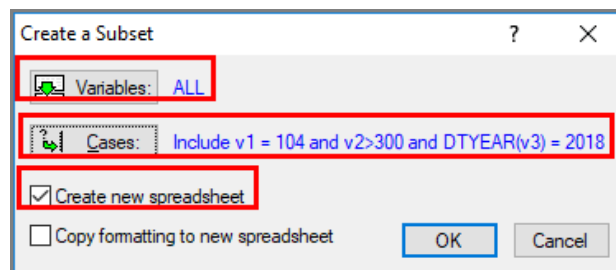 Create a Subset ? X
Variables: ALL
Cases: Include v1 = 104 and v2>300 and DTYEAR(v3) = 2018
Create new spreadsheet
Copy formatting to new spreadsheet OK Cancel